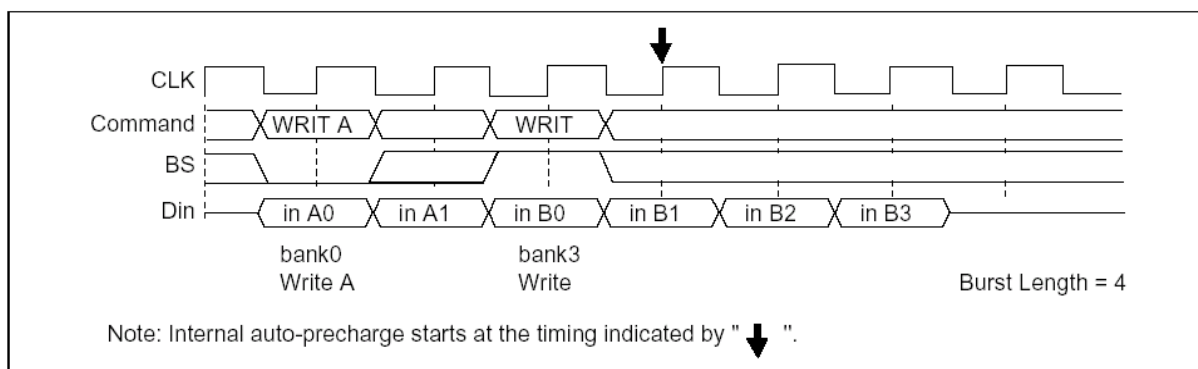 CLK
Command WRIT A WRIT
BS
Din in A0 in A1 in B0 in B1 in B2 in B3
bank0 bank3
Write A Write Burst Length = 4
Note: Internal auto-precharge starts at the timing indicated by " ".